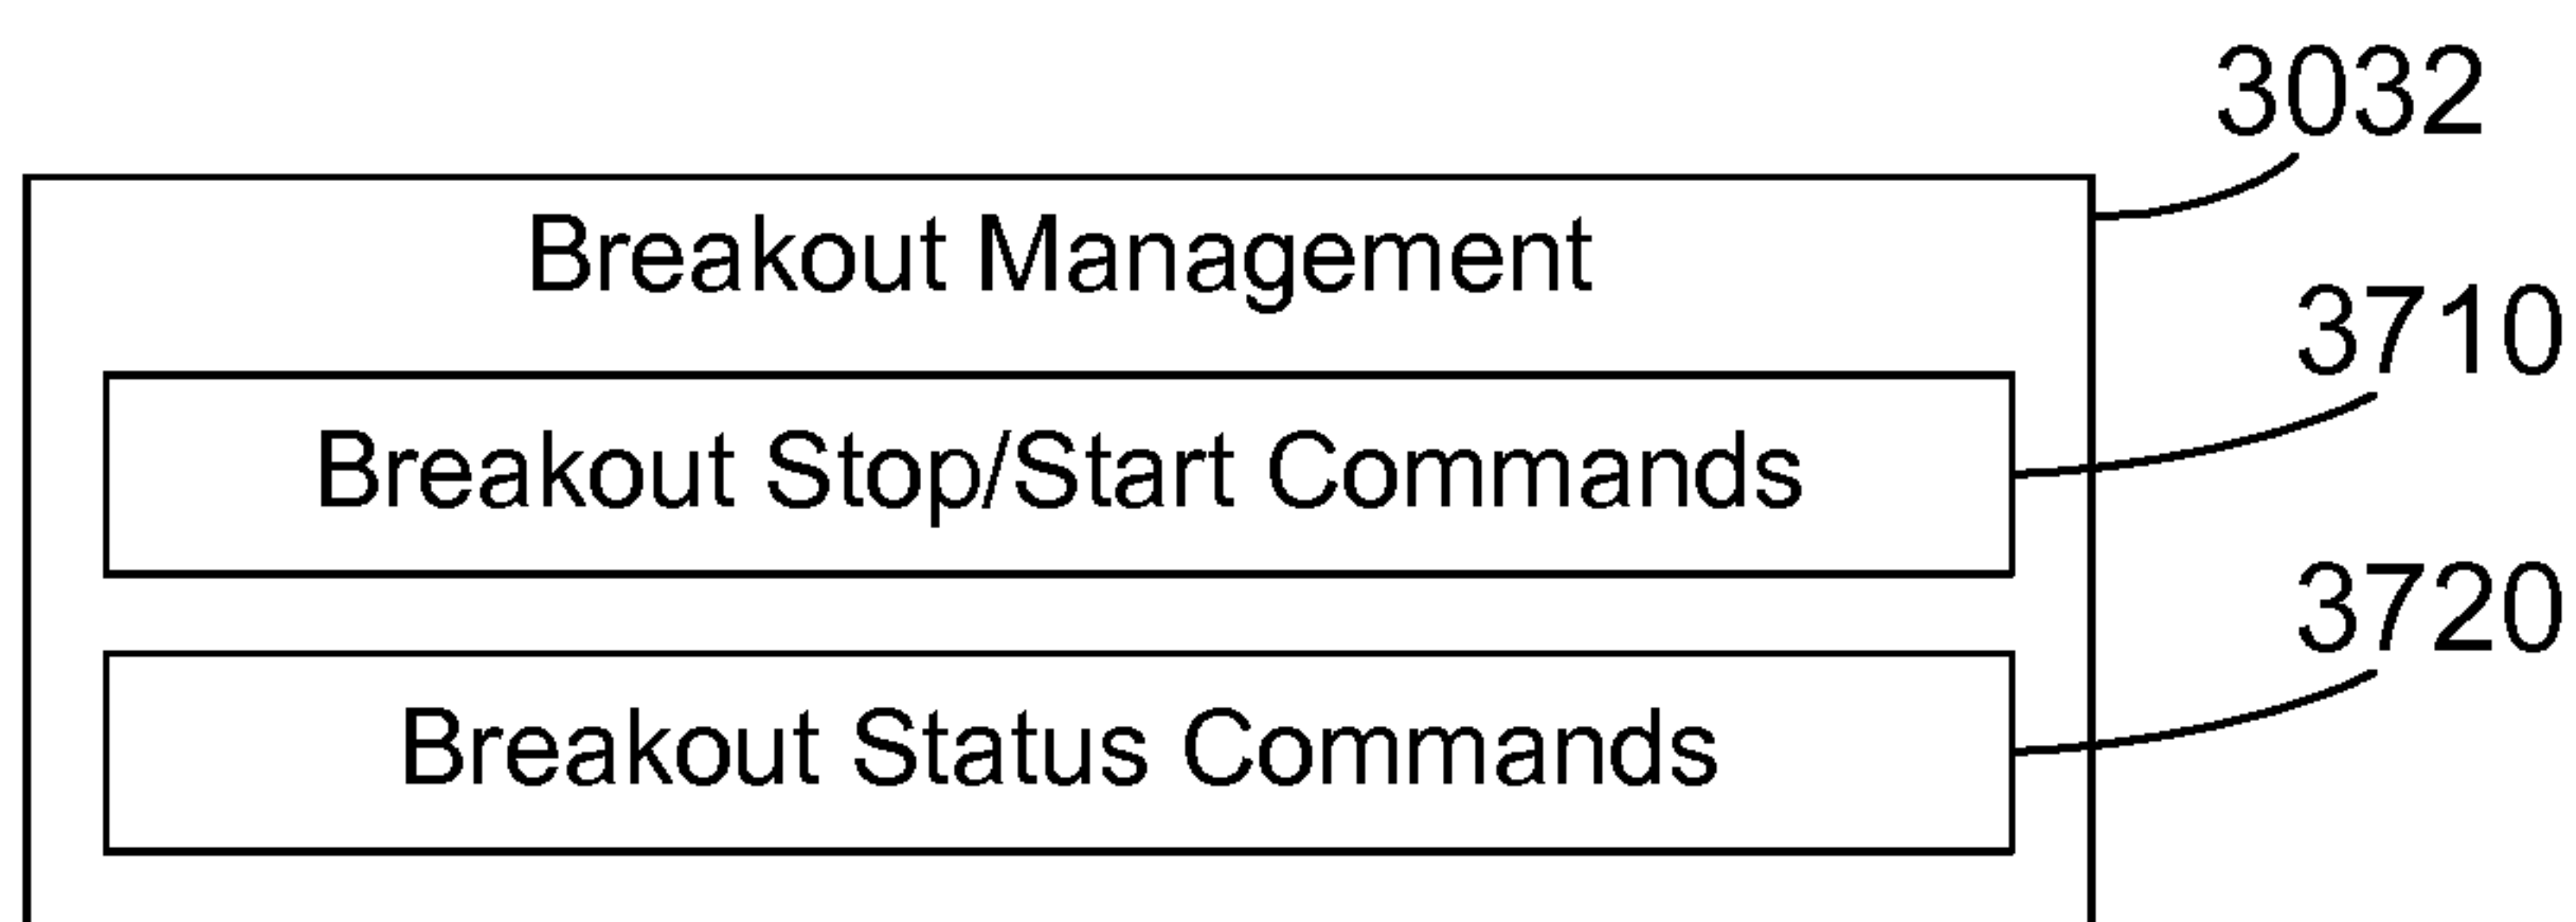 3032
Breakout Management
3710
Breakout Stop/Start Commands
3720
Breakout Status Commands